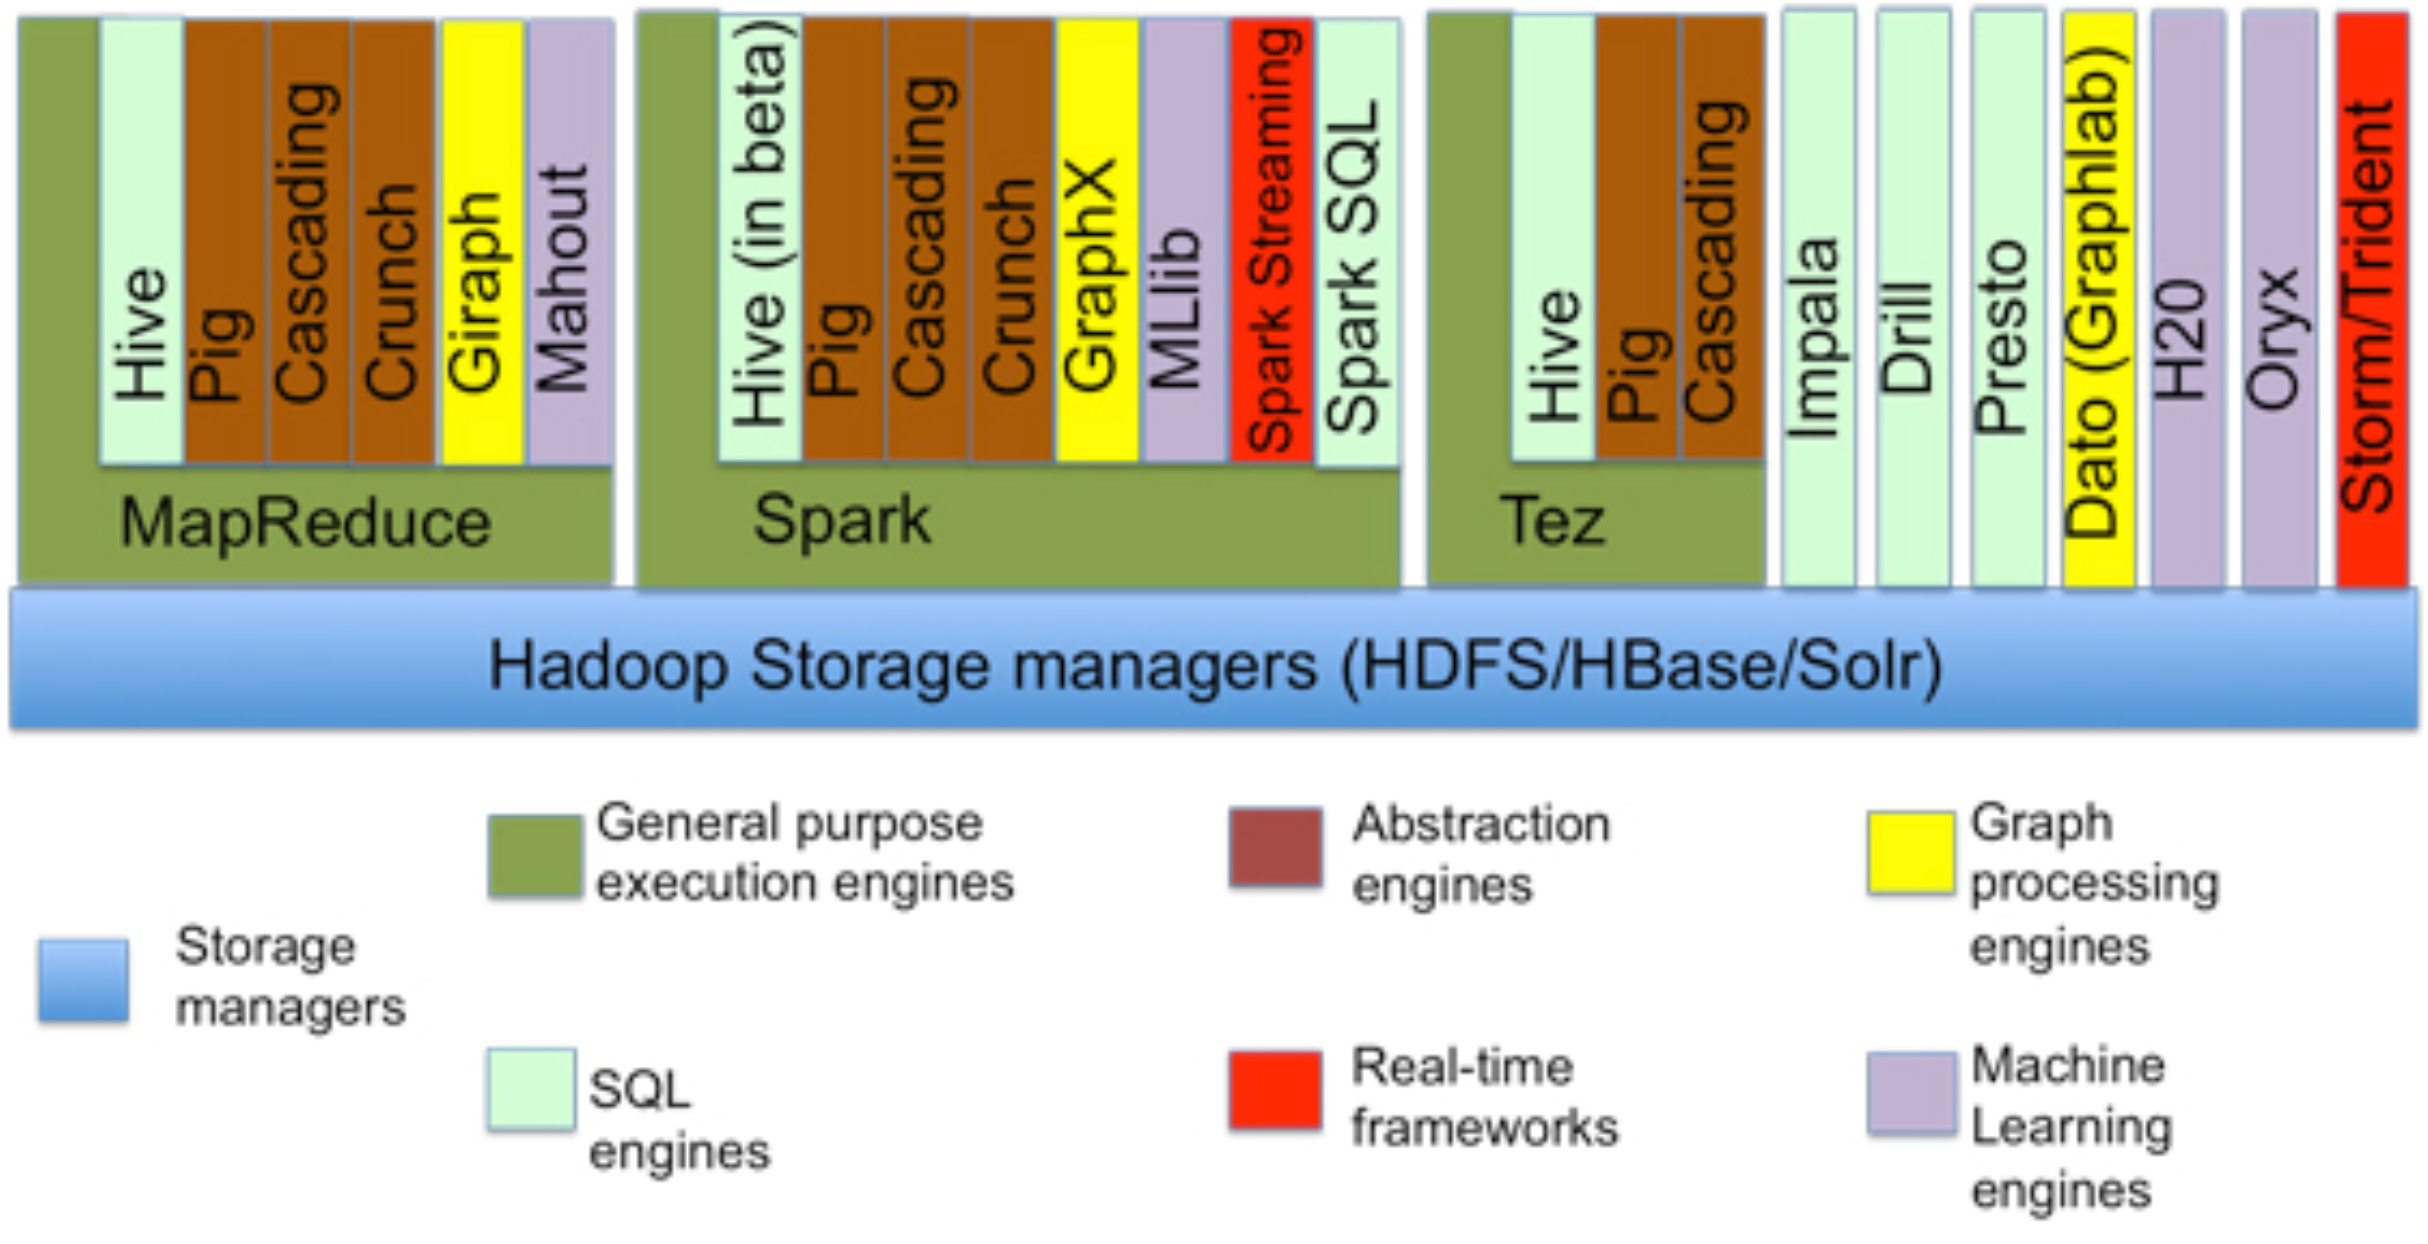 Hive
Pig
Cascading
Crunch
Giraph
Mahout
MapReduce
Hive (in beta)
Pig
Cascading
Crunch
GraphX
MLlib
Spark Streaming
Spark SQL
Spark
Hive
Pig
Cascading
Tez
Impala
Drill
Presto
Dato (Graphlab)
H20
Oryx
Storm/Trident
Hadoop Storage managers (HDFS/HBase/Solr)
Storage
managers
General purpose
execution engines
SQL
engines
Abstraction
engines
Real-time
frameworks
Graph
processing
engines
Machine
Learning
engines